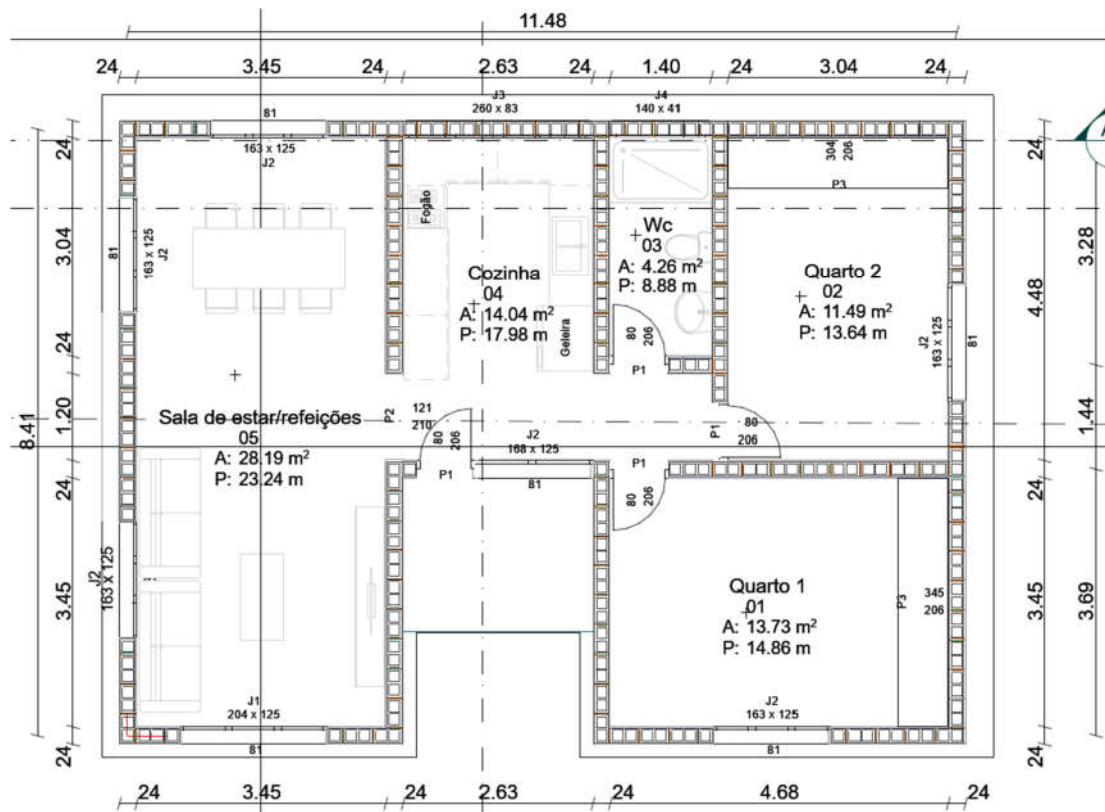 11.48
24 3.45 24 2.63 24 1.40 24 3.04 24
J3
260 x 83
J4
140 x 41
81
163 x 125
J2
304
206
P3
24
3.04
24
1.20
24
3.45
24
8.41
81
163 x 125
J2
Fogão
Cozinha
04
A: 14.04 m²
P: 17.98 m
Geleira
Wc
03
A: 4.26 m²
P: 8.88 m
80
206
P1
Quarto 2
02
A: 11.49 m²
P: 13.64 m
J2
163 x 125
81
24
4.48
24
3.45
24
3.28
1.44
3.69
Sala de estar/refeições
05
A: 28.19 m²
P: 23.24 m
P2
121
210
80
206
P1
J2
168 x 125
81
P1
80
206
P1
80
206
J2
163 x 125
Quarto 1
01
A: 13.73 m²
P: 14.86 m
P3
345
206
J1
204 x 125
81
J2
163 x 125
81
24 3.45 24 2.63 24 4.68 24